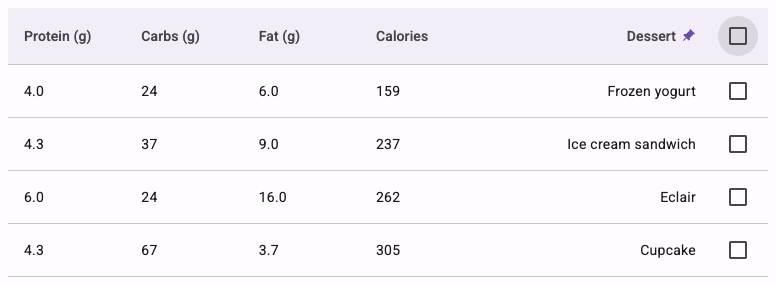 Protein (g) Carbs (g) Fat (g) Calories Dessert
4.0 24 6.0 159 Frozen yogurt
4.3 37 9.0 237 Ice cream sandwich
6.0 24 16.0 262 Eclair
4.3 67 3.7 305 Cupcake